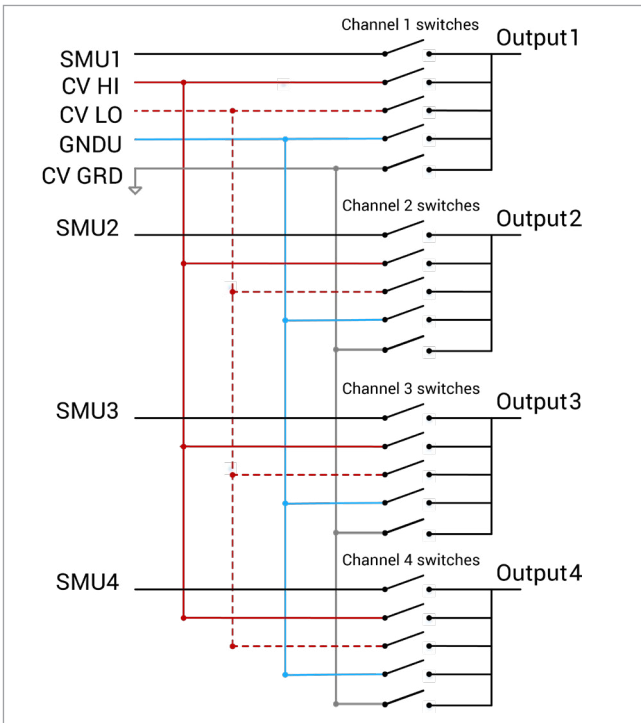 Channel 1 switches
Output1
SMU1
CV HI
CV LO
GNDU
CV GRD
Channel 2 switches
Output2
SMU2
Channel 3 switches
Output3
SMU3
Channel 4 switches
Output4
SMU4